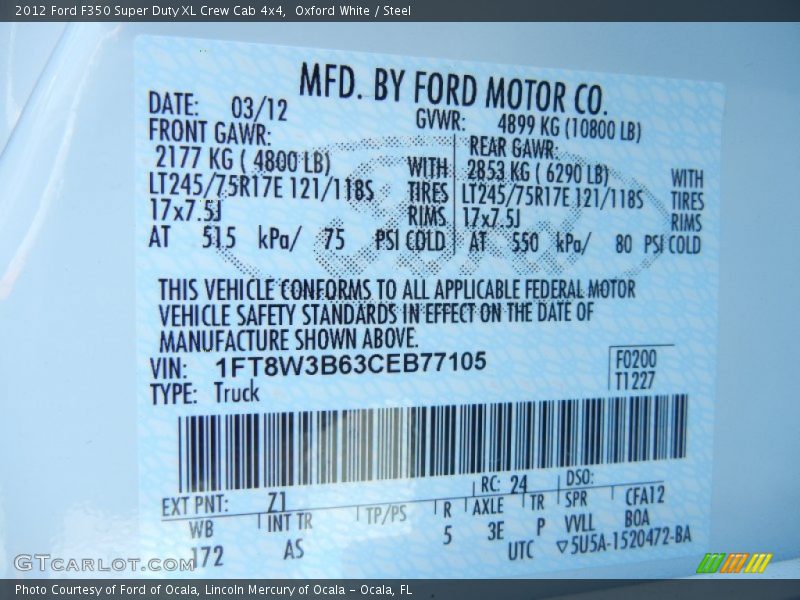 2012 Ford F350 Super Duty XL Crew Cab 4x4,  Oxford White / Steel
MFD. BY FORD MOTOR CO.
DATE: 03/12 GVWR: 4899 KG (10800 LB)
FRONT GAWR: REAR GAWR:
2177 KG ( 4800 LB) WITH 2853 KG ( 6290 LB) WITH
LT245/75R17E 121/118S TIRES LT245/75R17E 121/118S TIRES
17x7.5J RIMS 17x7.5J RIMS
AT 515 kPa/ 75 PSI COLD AT 550 kPa/ 80 PSI COLD
THIS VEHICLE CONFORMS TO ALL APPLICABLE FEDERAL MOTOR
VEHICLE SAFETY STANDARDS IN EFFECT ON THE DATE OF
MANUFACTURE SHOWN ABOVE.
VIN: 1FT8W3B63CEB77105 F0200
TYPE: Truck T1227
EXT PNT: Z1 RC: 24 DSO:
WB INT TR TP/PS R AXLE TR SPR CFA12
172 AS 5 3E P VVLL BOA
UTC ▽5U5A-1520472-BA
GTCARLOT.COM
Photo Courtesy of Ford of Ocala, Lincoln Mercury of Ocala – Ocala, FL